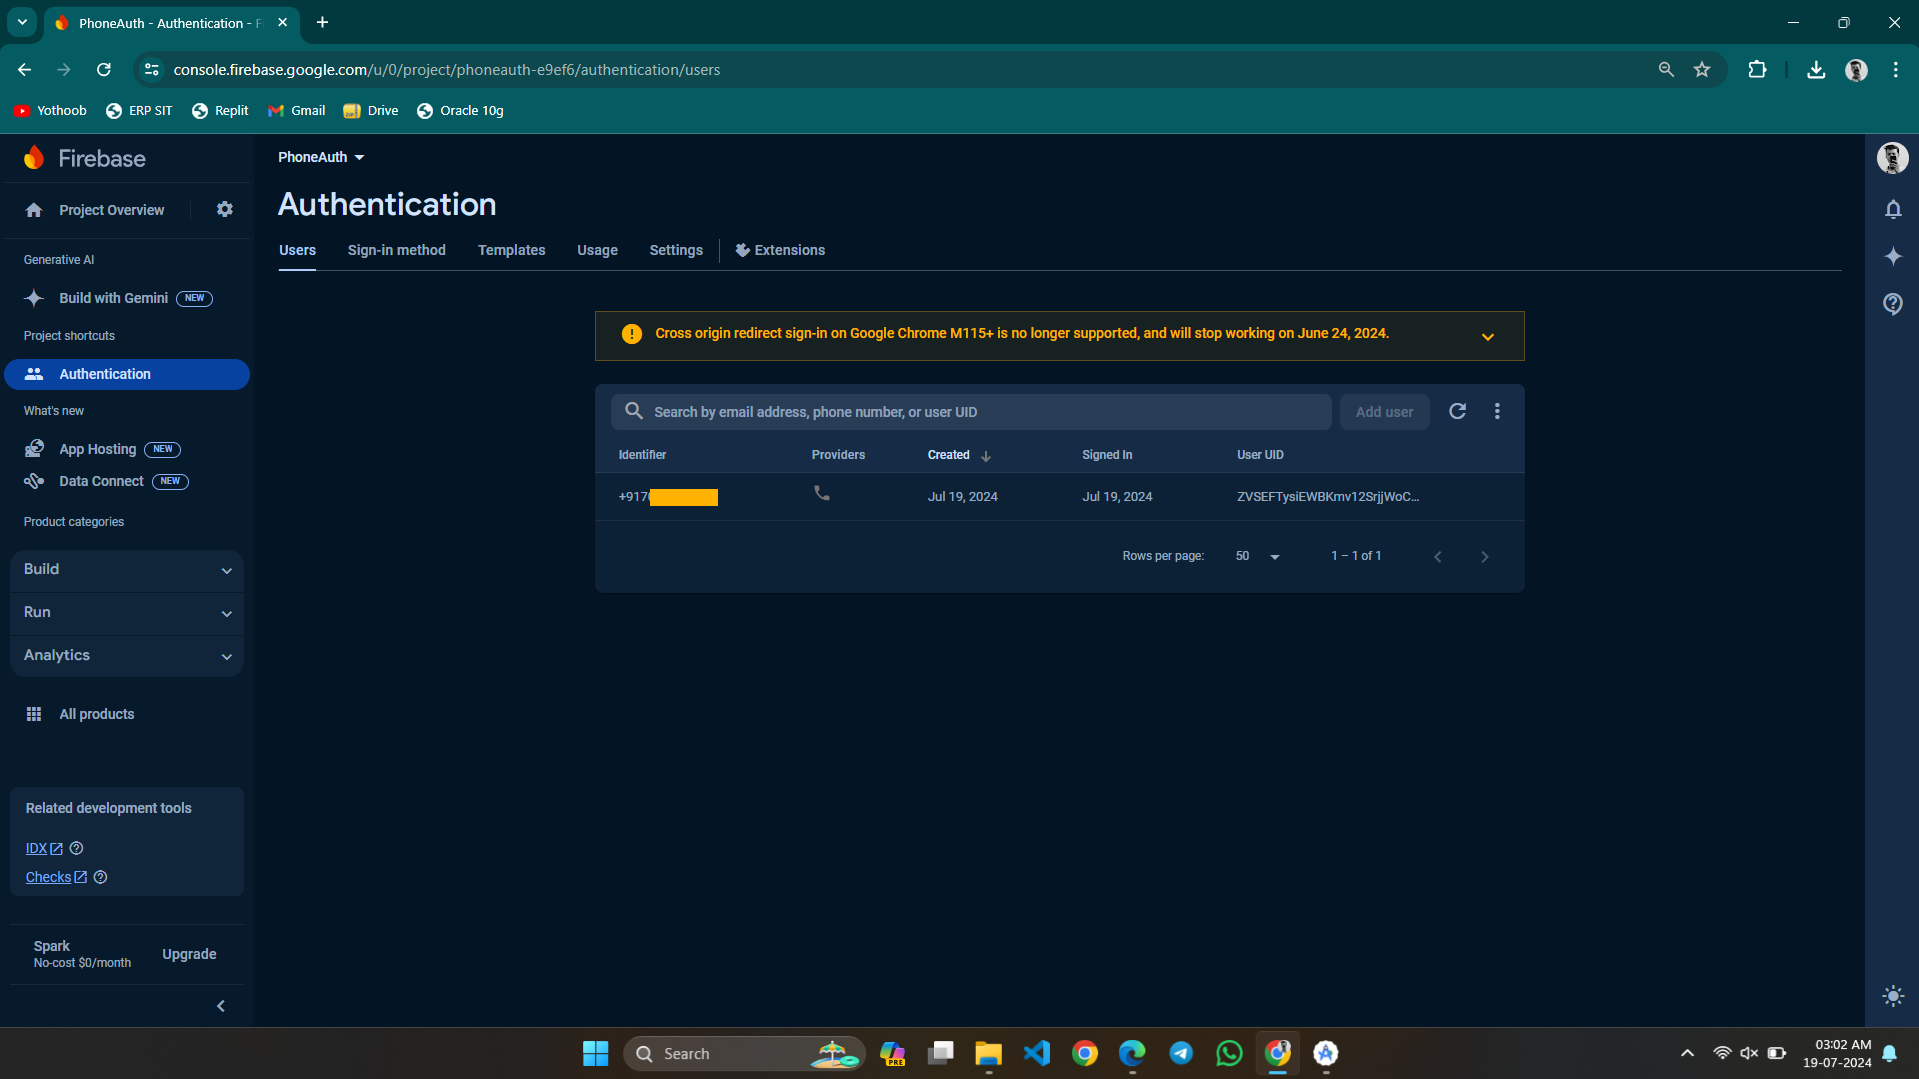 PhoneAuth - Authentication - F
console.firebase.google.com/u/0/project/phoneauth-e9ef6/authentication/users
Yothoob ERP SIT Replit Gmail Drive Oracle 10g
Firebase
Project Overview
Generative AI
Build with Gemini NEW
Project shortcuts
Authentication
What's new
App Hosting NEW
Data Connect NEW
Product categories
Build
Run
Analytics
All products
Related development tools
IDX
Checks
Spark
No-cost $0/month
Upgrade
PhoneAuth
Authentication
Users Sign-in method Templates Usage Settings Extensions
Cross origin redirect sign-in on Google Chrome M115+ is no longer supported, and will stop working on June 24, 2024.
Search by email address, phone number, or user UID Add user
Identifier Providers Created Signed In User UID
+917 Jul 19, 2024 Jul 19, 2024 ZVSEFTysiEWBKmv12SrjjWoC...
Rows per page: 50 1 – 1 of 1
Search
PRE
03:02 AM
19-07-2024